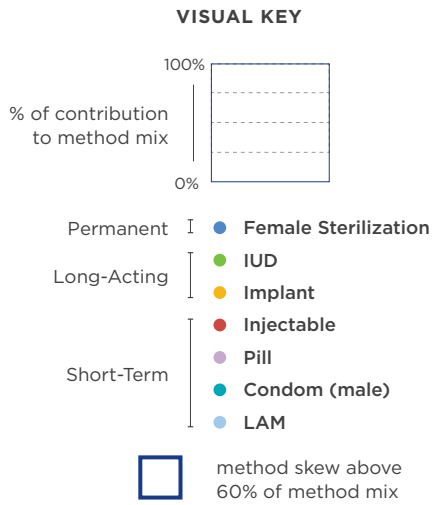 VISUAL KEY
100%
% of contribution
to method mix
0%
Permanent
Female Sterilization
Long-Acting
IUD
Implant
Short-Term
Injectable
Pill
Condom (male)
LAM
method skew above
60% of method mix